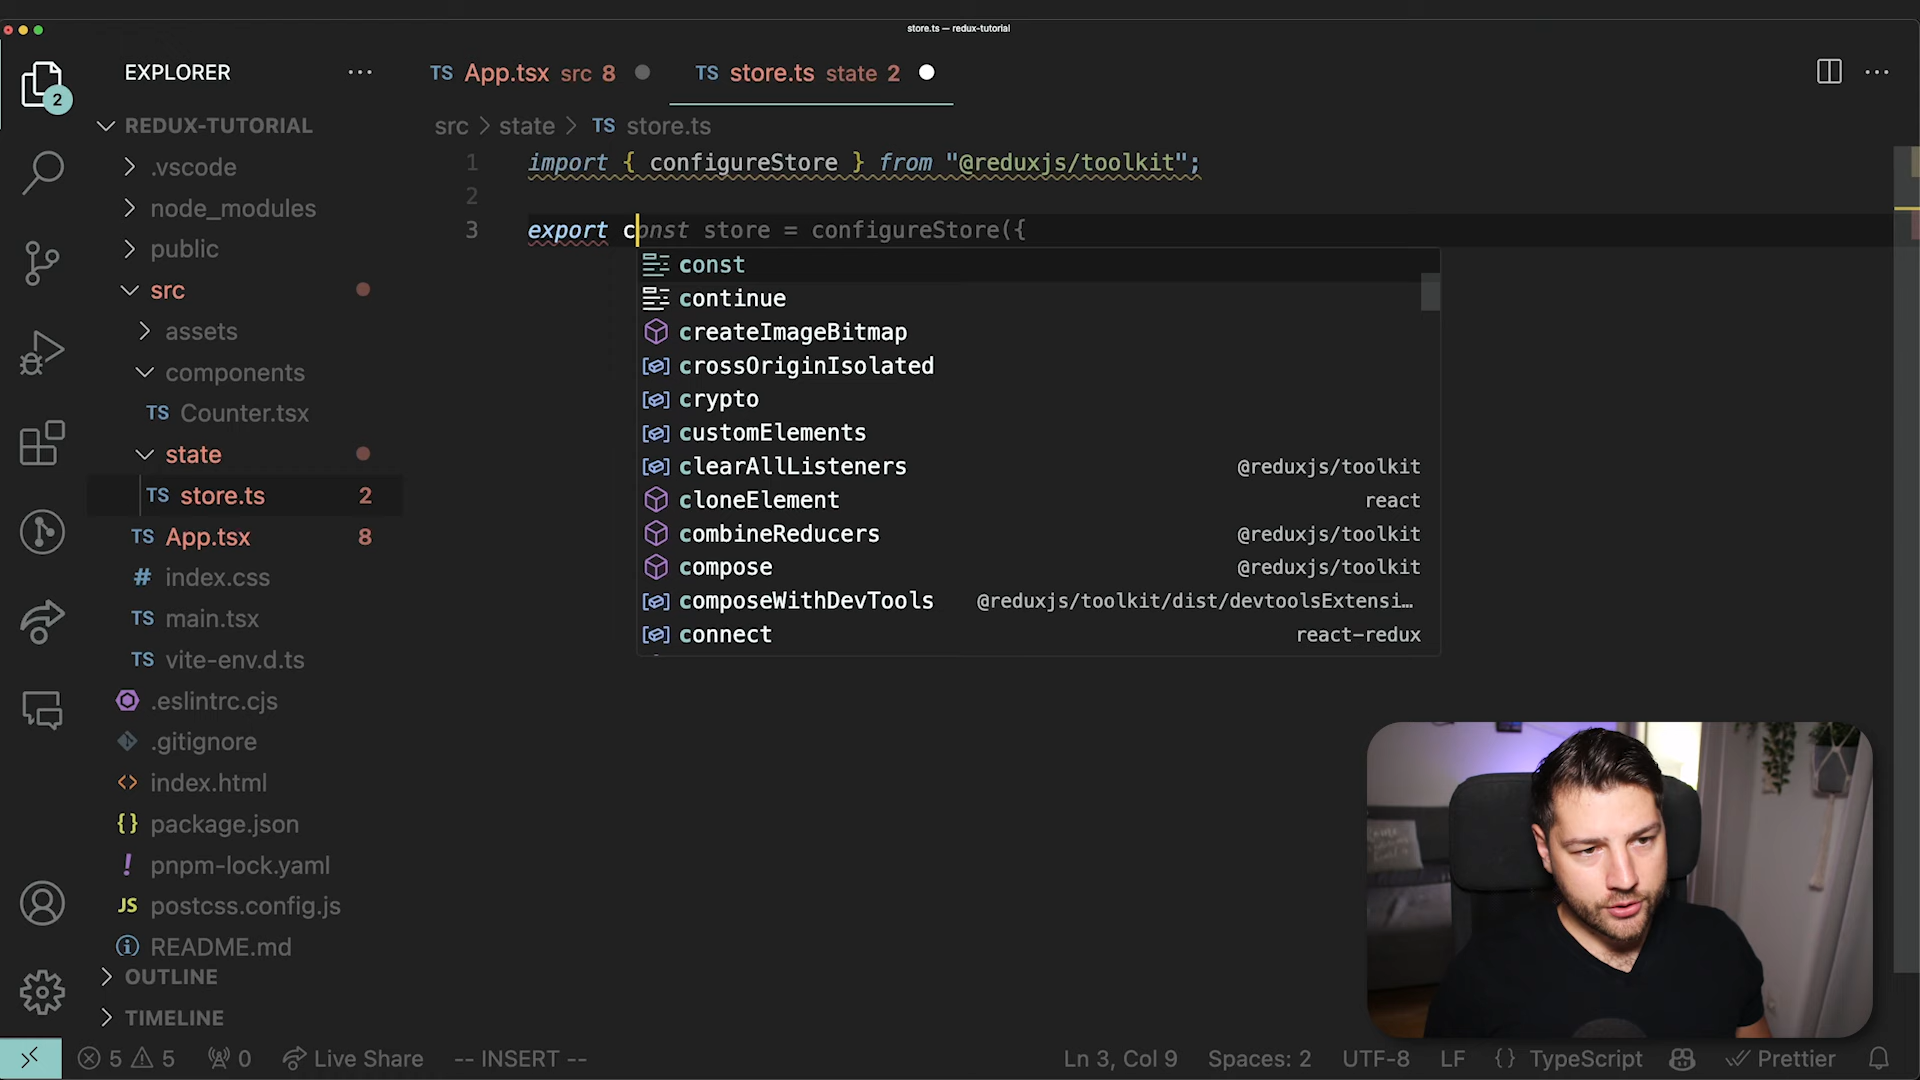 store.ts — redux-tutorial
EXPLORER
TS App.tsx src 8
TS store.ts state 2
2
REDUX-TUTORIAL
src > state > TS store.ts
.vscode
node_modules
public
src
assets
components
TS Counter.tsx
state
TS store.ts 2
TS App.tsx 8
# index.css
TS main.tsx
TS vite-env.d.ts
.eslintrc.cjs
.gitignore
<> index.html
{} package.json
! pnpm-lock.yaml
JS postcss.config.js
README.md
OUTLINE
TIMELINE
1 import { configureStore } from "@reduxjs/toolkit";
2
3 export const store = configureStore({
const
continue
createImageBitmap
crossOriginIsolated
crypto
customElements
clearAllListeners @reduxjs/toolkit
cloneElement react
combineReducers @reduxjs/toolkit
compose @reduxjs/toolkit
composeWithDevTools @reduxjs/toolkit/dist/devtoolsExtensi…
connect react-redux
5 5 0 Live Share -- INSERT -- Ln 3, Col 9 Spaces: 2 UTF-8 LF {} TypeScript Prettier